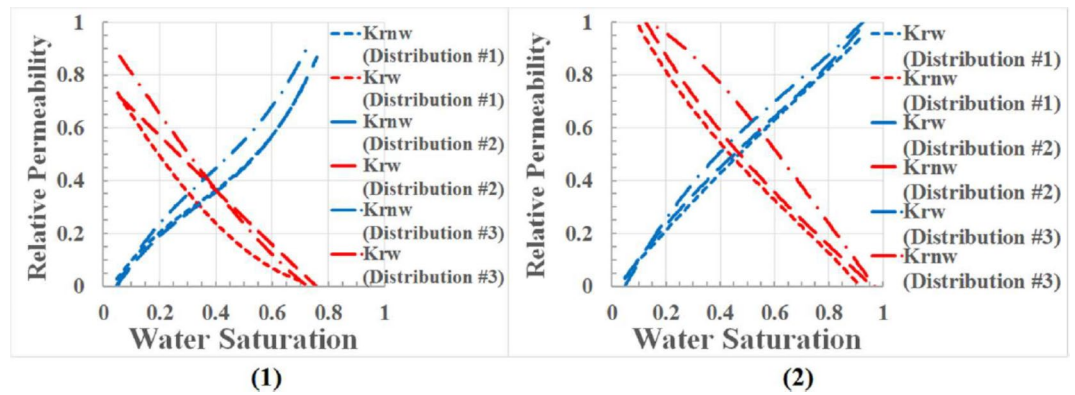 Relative Permeability
1
0.8
0.6
0.4
0.2
0
0
0.2
0.4
0.6
0.8
1
Water Saturation
Krnw
(Distribution #1)
Krw
(Distribution #1)
Krnw
(Distribution #2)
Krw
(Distribution #2)
Krnw
(Distribution #3)
Krw
(Distribution #3)
(1)
Relative Permeability
1
0.8
0.6
0.4
0.2
0
0
0.2
0.4
0.6
0.8
1
Water Saturation
Krw
(Distribution #1)
Krnw
(Distribution #1)
Krw
(Distribution #2)
Krnw
(Distribution #2)
Krw
(Distribution #3)
Krnw
(Distribution #3)
(2)